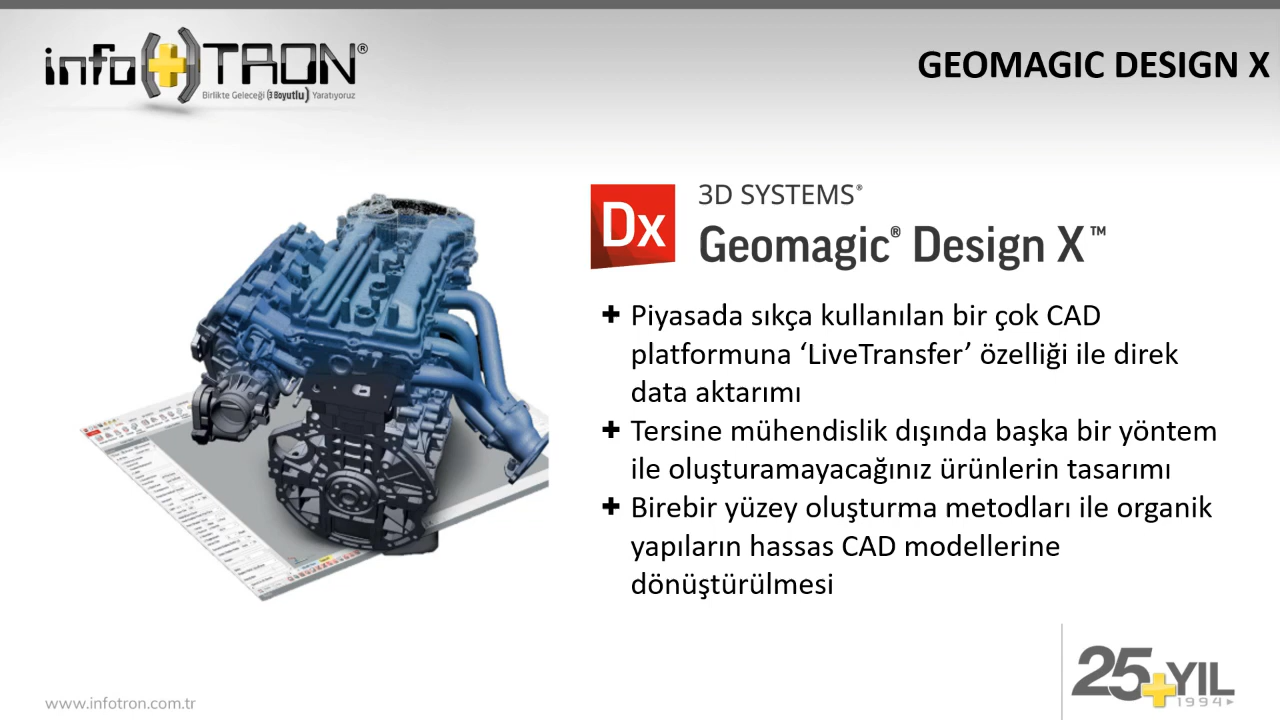 info TRON®
Birlikte Geleceği (3 Boyutlu) Yaratıyoruz
GEOMAGIC DESIGN X
Dx
3D SYSTEMS®
Geomagic® Design X™
Piyasada sıkça kullanılan bir çok CAD
platformuna ‘LiveTransfer’ özelliği ile direk
data aktarımı
Tersine mühendislik dışında başka bir yöntem
ile oluşturamayacağınız ürünlerin tasarımı
Birebir yüzey oluşturma metodları ile organik
yapıların hassas CAD modellerine
dönüştürülmesi
25 YIL
1994
www.infotron.com.tr